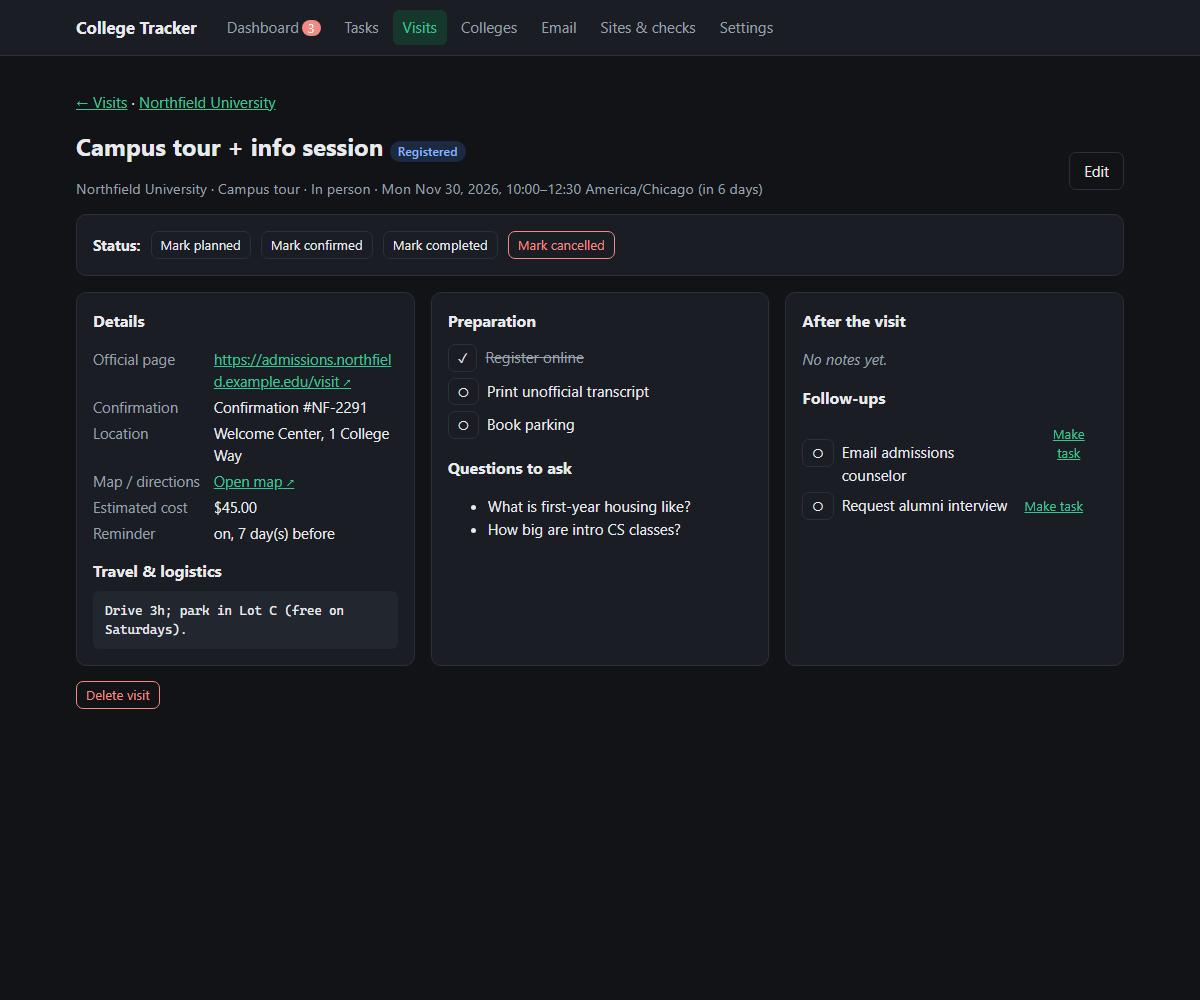 College Tracker
Dashboard 3
Tasks
Visits
Colleges
Email
Sites & checks
Settings
← Visits · Northfield University
Campus tour + info session Registered
Northfield University · Campus tour · In person · Mon Nov 30, 2026, 10:00–12:30 America/Chicago (in 6 days)
Edit
Status:
Mark planned
Mark confirmed
Mark completed
Mark cancelled
Details
Official page
https://admissions.northfiel
d.example.edu/visit ↗
Confirmation
Confirmation #NF-2291
Location
Welcome Center, 1 College
Way
Map / directions
Open map ↗
Estimated cost
$45.00
Reminder
on, 7 day(s) before
Travel & logistics
Drive 3h; park in Lot C (free on
Saturdays).
Preparation
✓ Register online
○ Print unofficial transcript
○ Book parking
Questions to ask
• What is first-year housing like?
• How big are intro CS classes?
After the visit
No notes yet.
Follow-ups
○ Email admissions
counselor
Make
task
○ Request alumni interview
Make task
Delete visit